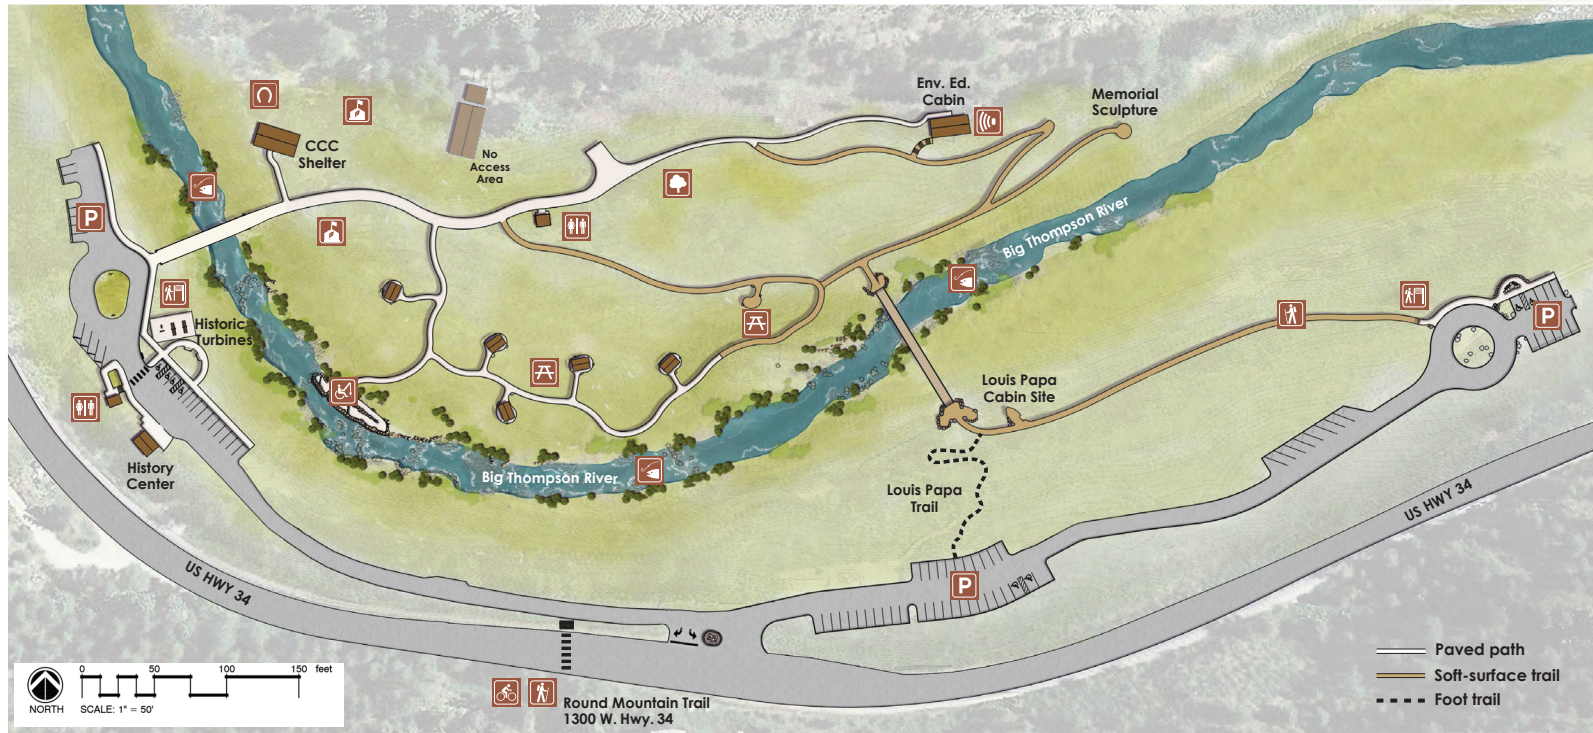 Env. Ed.
Cabin
Memorial
Sculpture
CCC
Shelter
No
Access
Area
P
Big Thompson River
Historic
Turbines
P
Louis Papa
Cabin Site
History
Center
Big Thompson River
Louis Papa
Trail
US HWY 34
US HWY 34
P
Paved path
Soft-surface trail
Foot trail
0 50 100 150 feet
NORTH
SCALE: 1" = 50'
Round Mountain Trail
1300 W. Hwy. 34